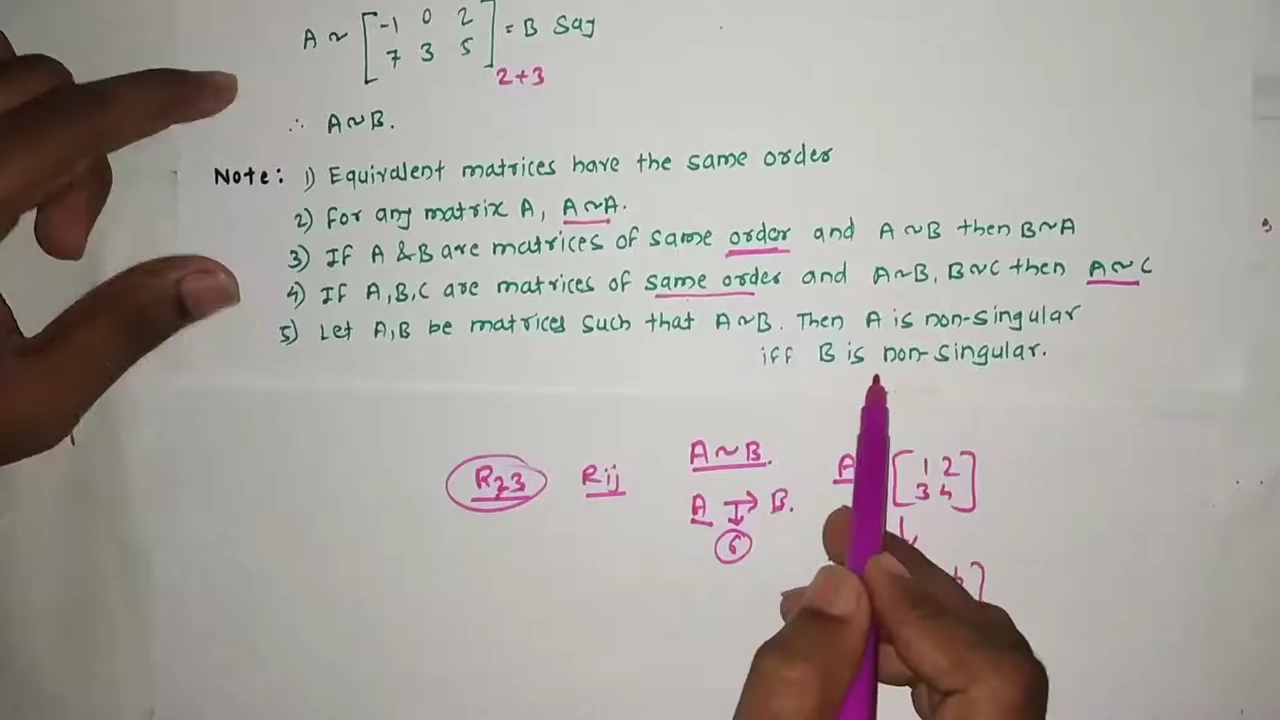 A ~ [ -1 0 2
7 3 5 ] = B Say
2+3
∴ A~B.
Note: 1) Equivalent matrices have the same order
2) For any matrix A, A~A.
3) If A & B are matrices of same order and A~B then B~A
4) If A,B,C are matrices of same order and A~B, B~C then A~C
5) Let A,B be matrices such that A~B. Then A is non-singular
iff B is non-singular.
R23 Rij A~B. A [ 1 2
3 4 ]
A → B.
6